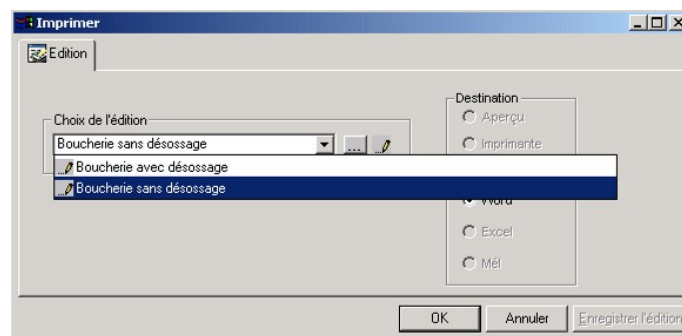 Imprimer
Edition
Choix de l'édition
Boucherie sans désossage
...
Boucherie avec désossage
Boucherie sans désossage
Destination
Aperçu
Imprimante
Word
Excel
Mél
OK
Annuler
Enregistrer l'édition